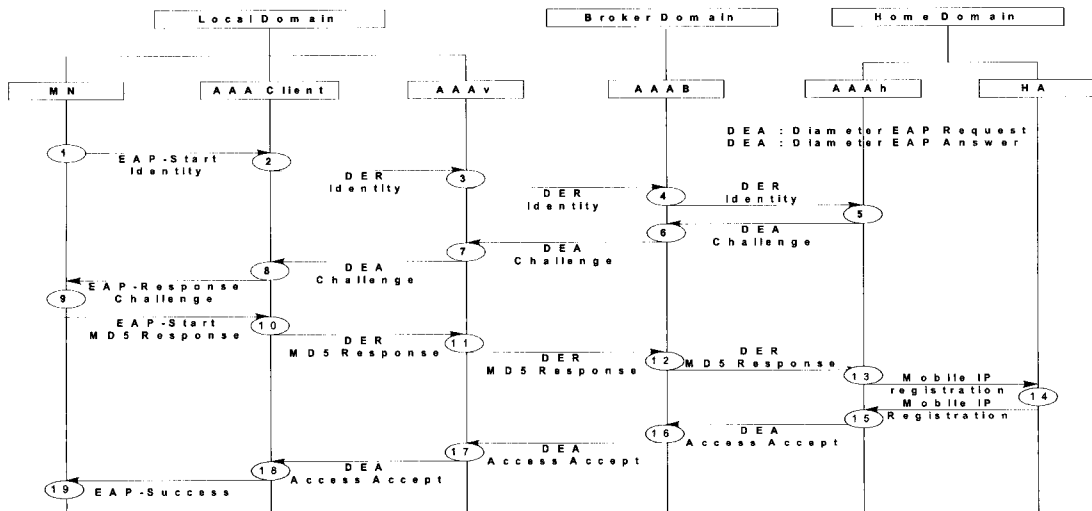 Local Domain
Broker Domain
Home Domain
MN
AAA Client
AAAv
AAAB
AAAh
HA
DEA : Diameter EAP Request
DEA : Diameter EAP Answer
1
EAP-Start
Identity
2
DER
Identity
3
DER
Identity
4
DER
Identity
5
DEA
Challenge
6
DEA
Challenge
7
DEA
Challenge
8
EAP-Response
Challenge
9
EAP-Start
MD5 Response
10
DER
MD5 Response
11
DER
MD5 Response
12
DER
MD5 Response
13
Mobile IP
registration
14
Mobile IP
Registration
15
DEA
Access Accept
16
DEA
Access Accept
17
DEA
Access Accept
18
EAP-Success
19